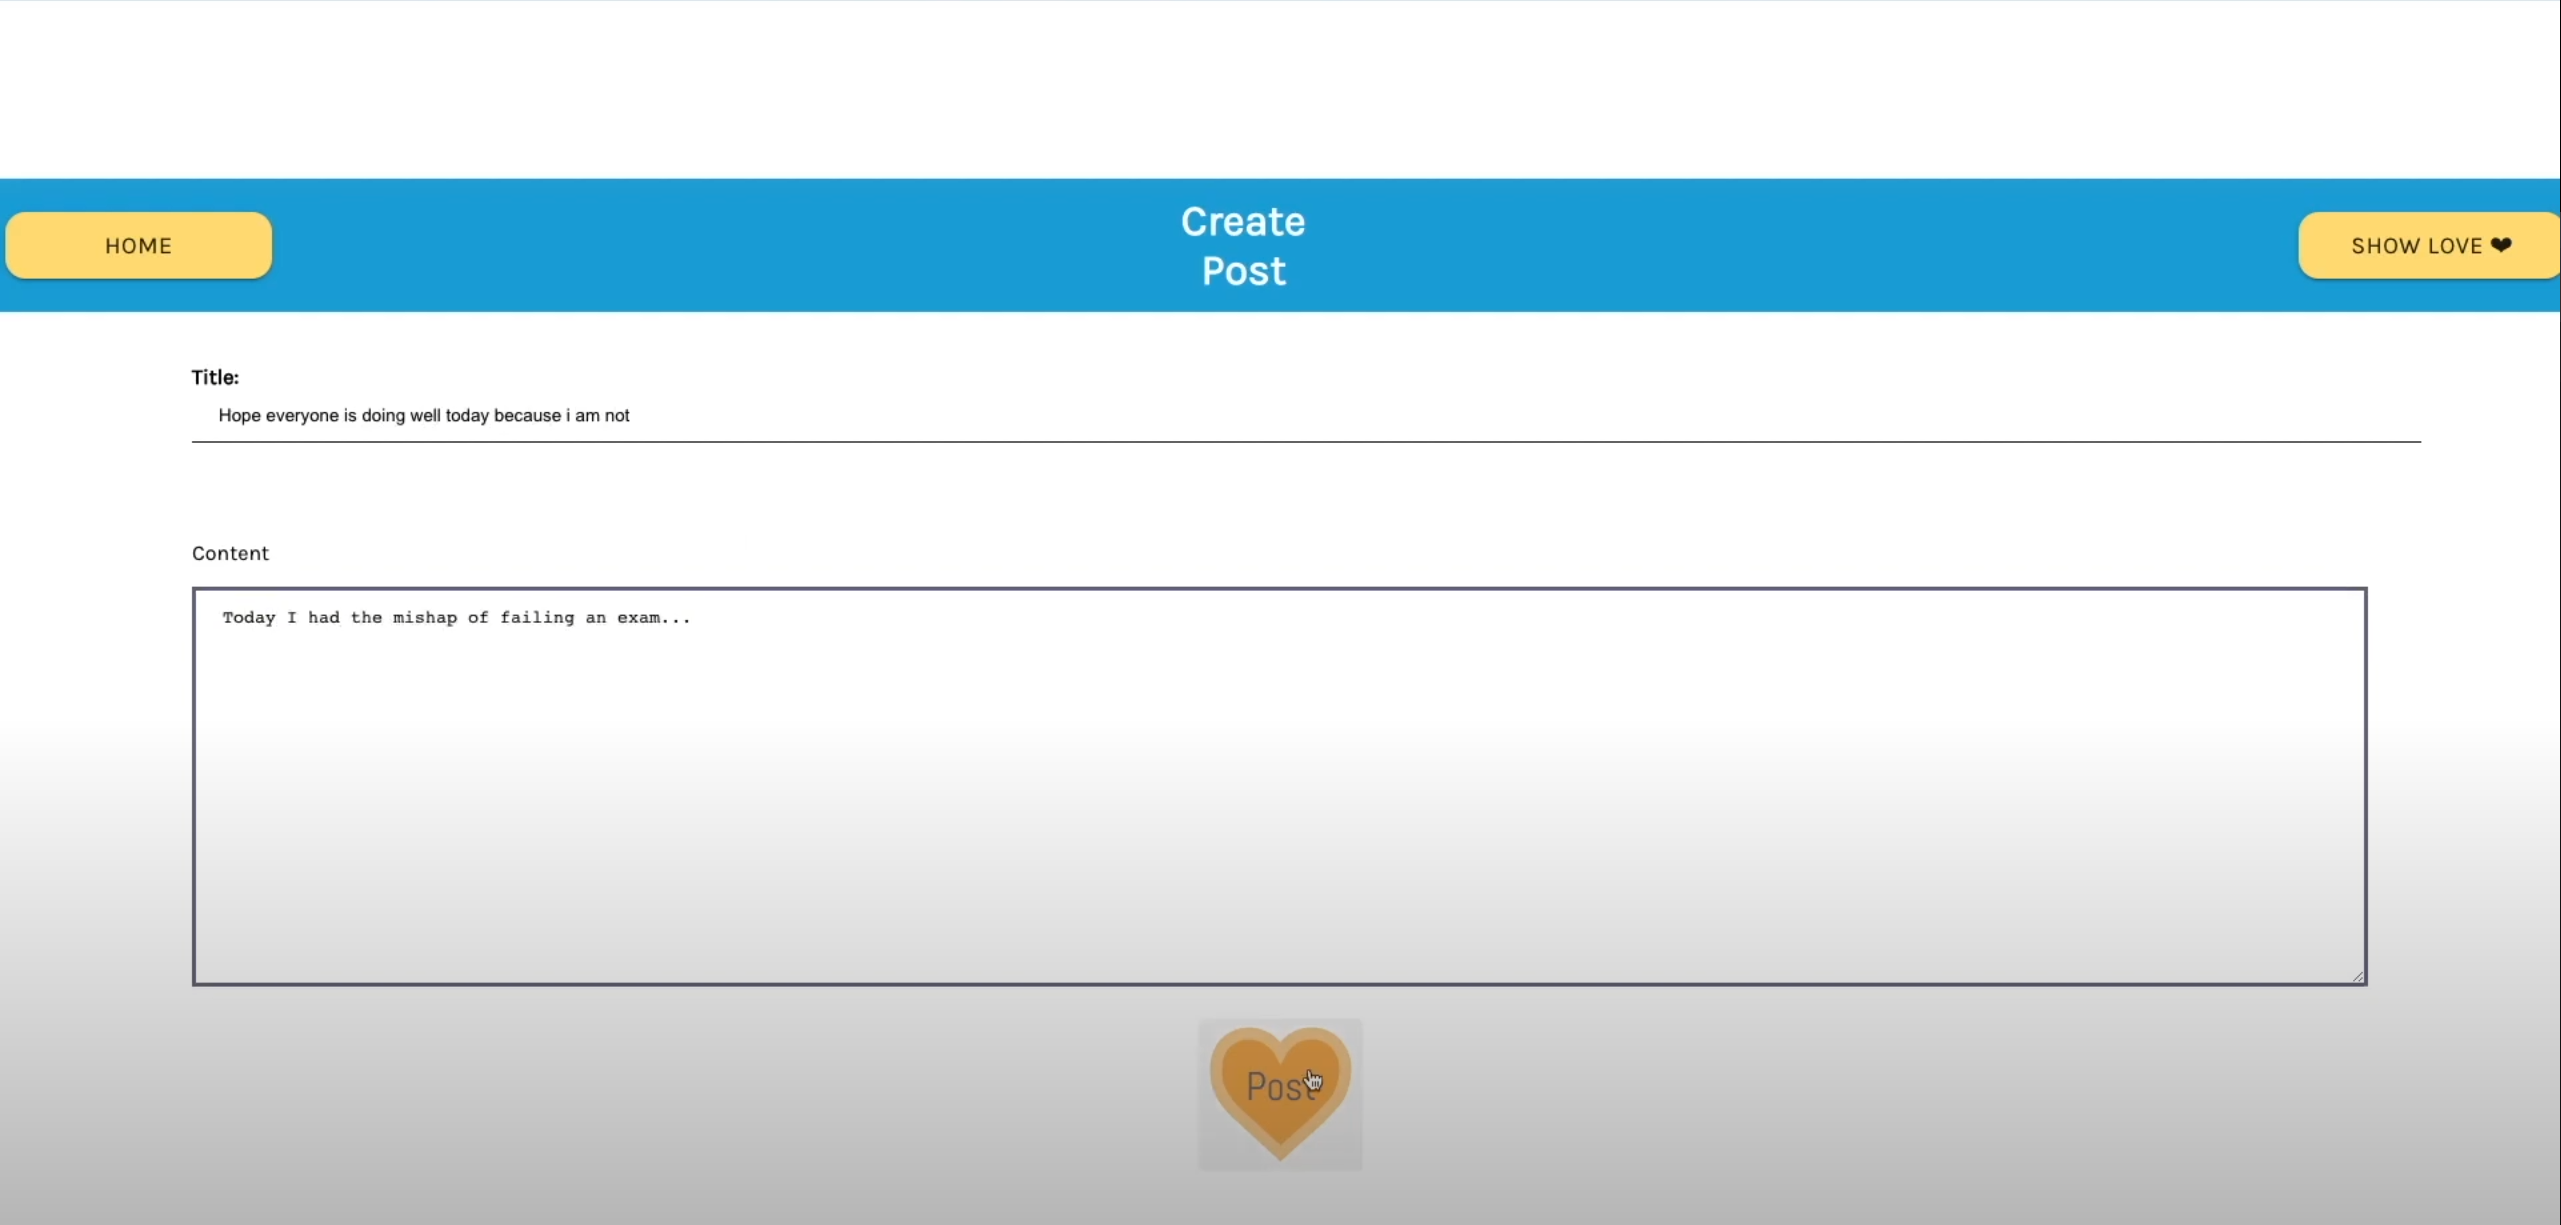 HOME
Create
Post
SHOW LOVE ❤
Title:
Hope everyone is doing well today because i am not
Content
Today I had the mishap of failing an exam...
Post